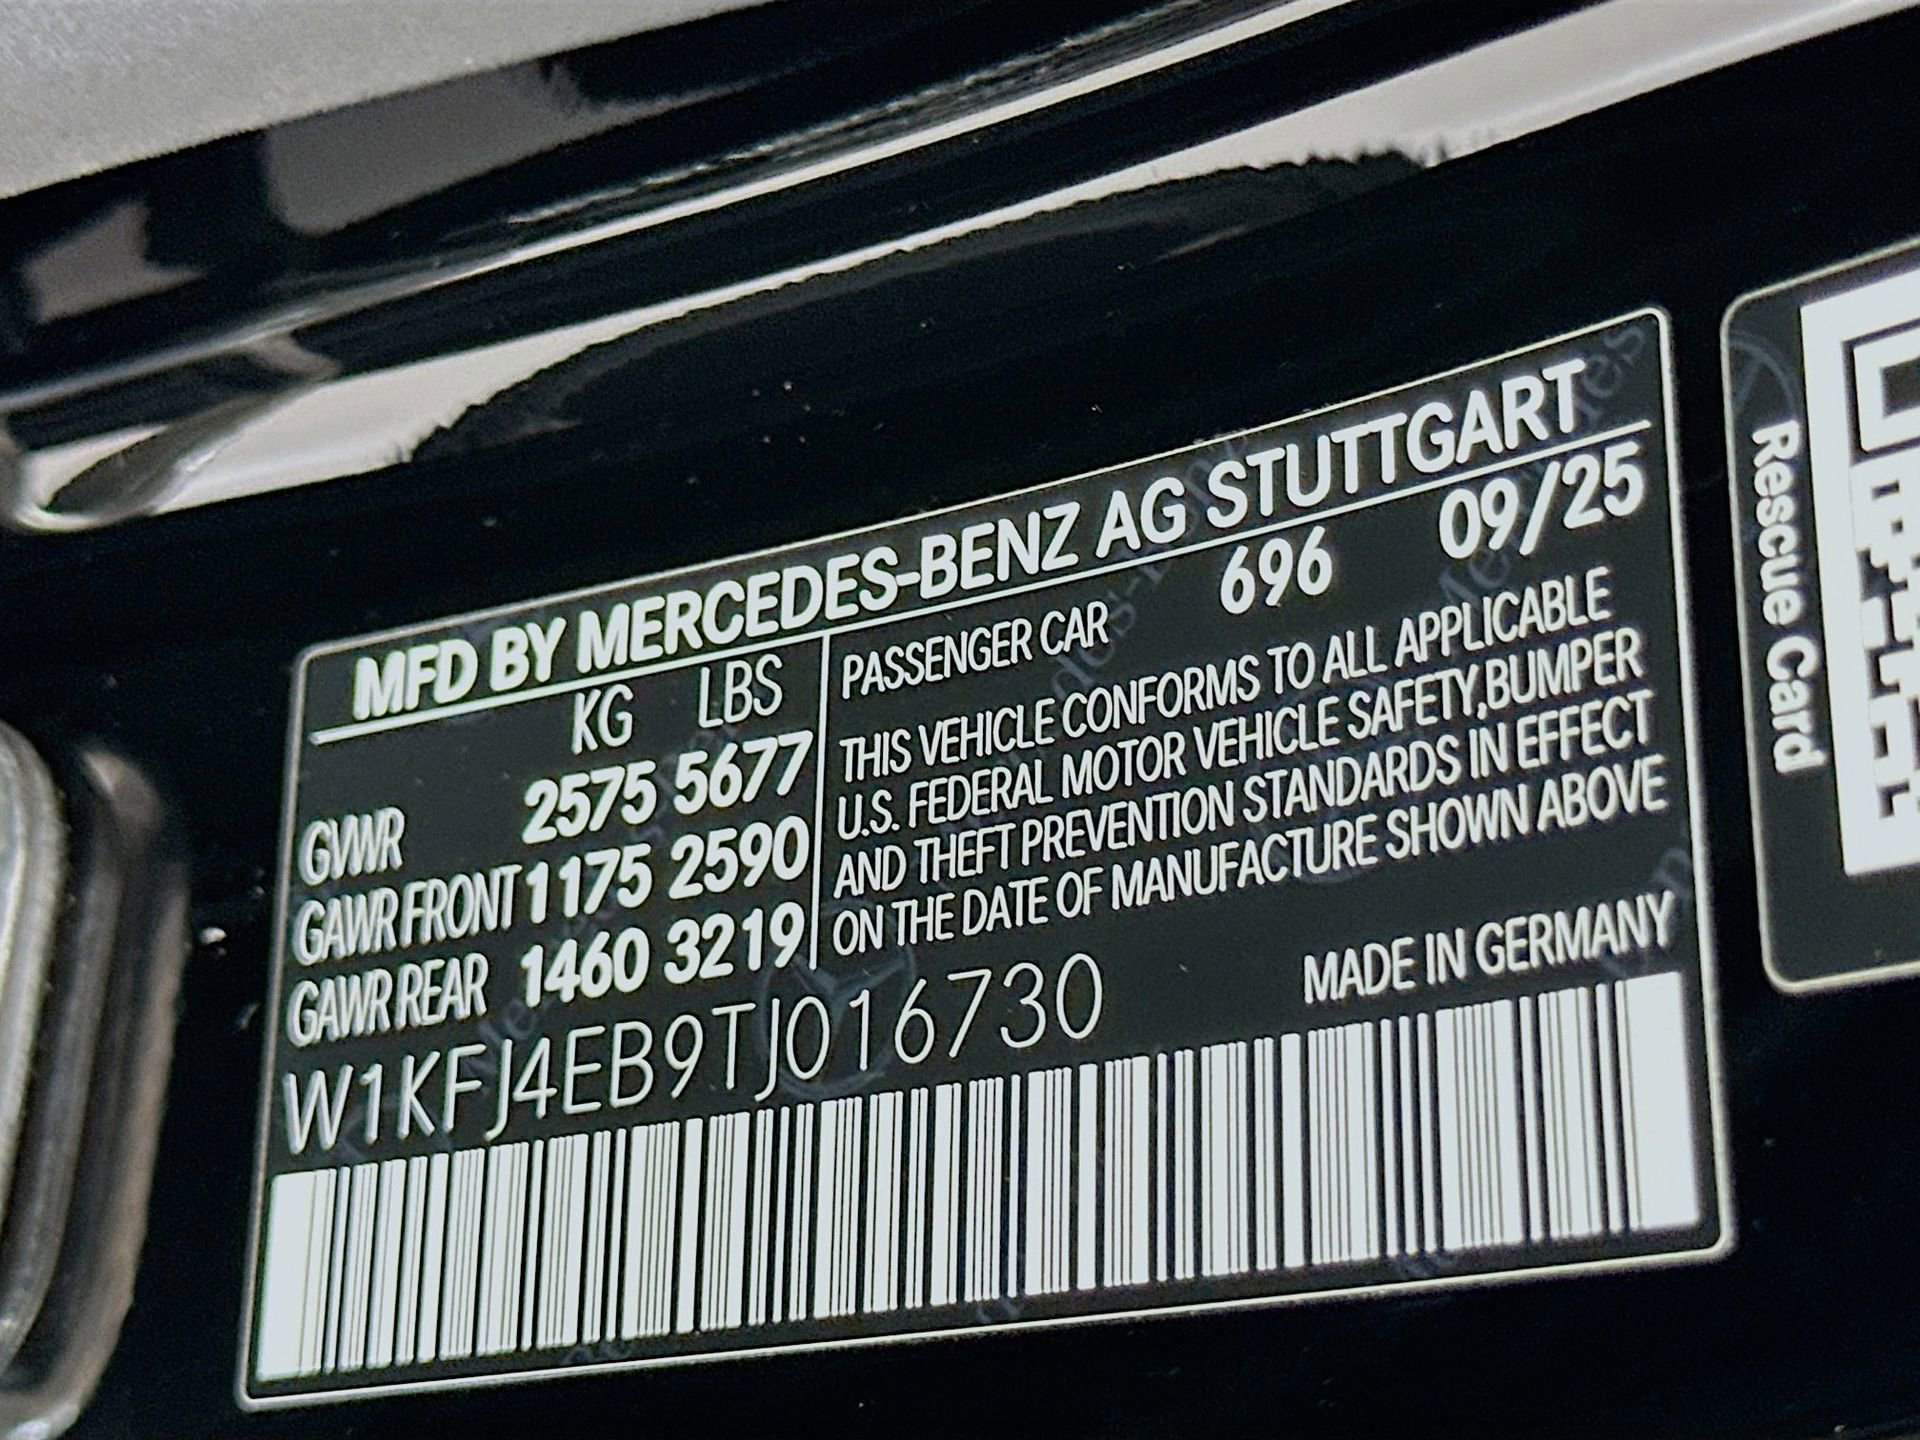 MFD BY MERCEDES-BENZ AG STUTTGART
KG LBS
GVWR 2575 5677
GAWR FRONT 1175 2590
GAWR REAR 1460 3219
PASSENGER CAR 696 09/25
THIS VEHICLE CONFORMS TO ALL APPLICABLE
U.S. FEDERAL MOTOR VEHICLE SAFETY,BUMPER
AND THEFT PREVENTION STANDARDS IN EFFECT
ON THE DATE OF MANUFACTURE SHOWN ABOVE
W1KFJ4EB9TJ016730
MADE IN GERMANY
Rescue Card